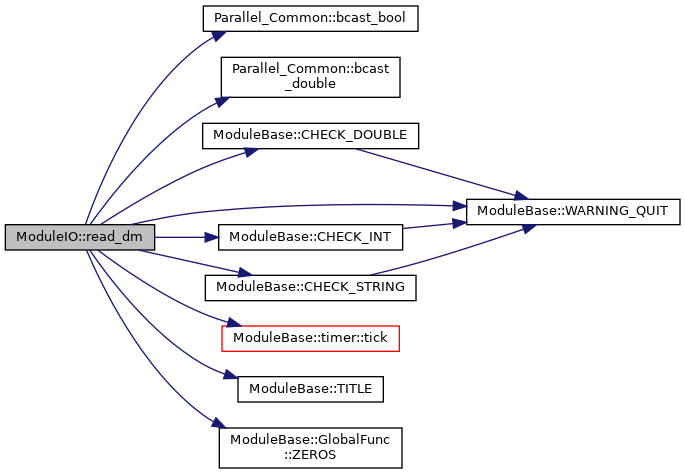 Parallel_Common::bcast_bool
Parallel_Common::bcast
_double
ModuleBase::CHECK_DOUBLE
ModuleBase::WARNING_QUIT
ModuleIO::read_dm
ModuleBase::CHECK_INT
ModuleBase::CHECK_STRING
ModuleBase::timer::tick
ModuleBase::TITLE
ModuleBase::GlobalFunc
::ZEROS